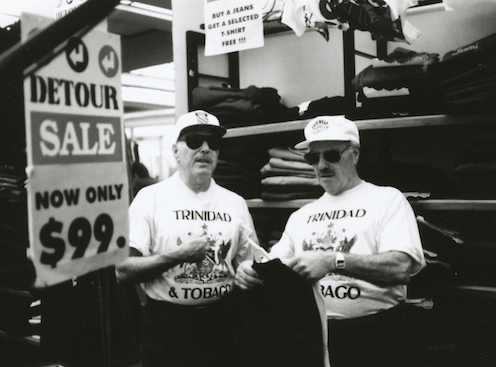 BUY A JEANS
GET A SELECTED
T-SHIRT
FREE !!!
DETOUR
SALE
NOW ONLY
$99.
TRINIDAD
& TOBAGO
TRINIDAD
BAGO